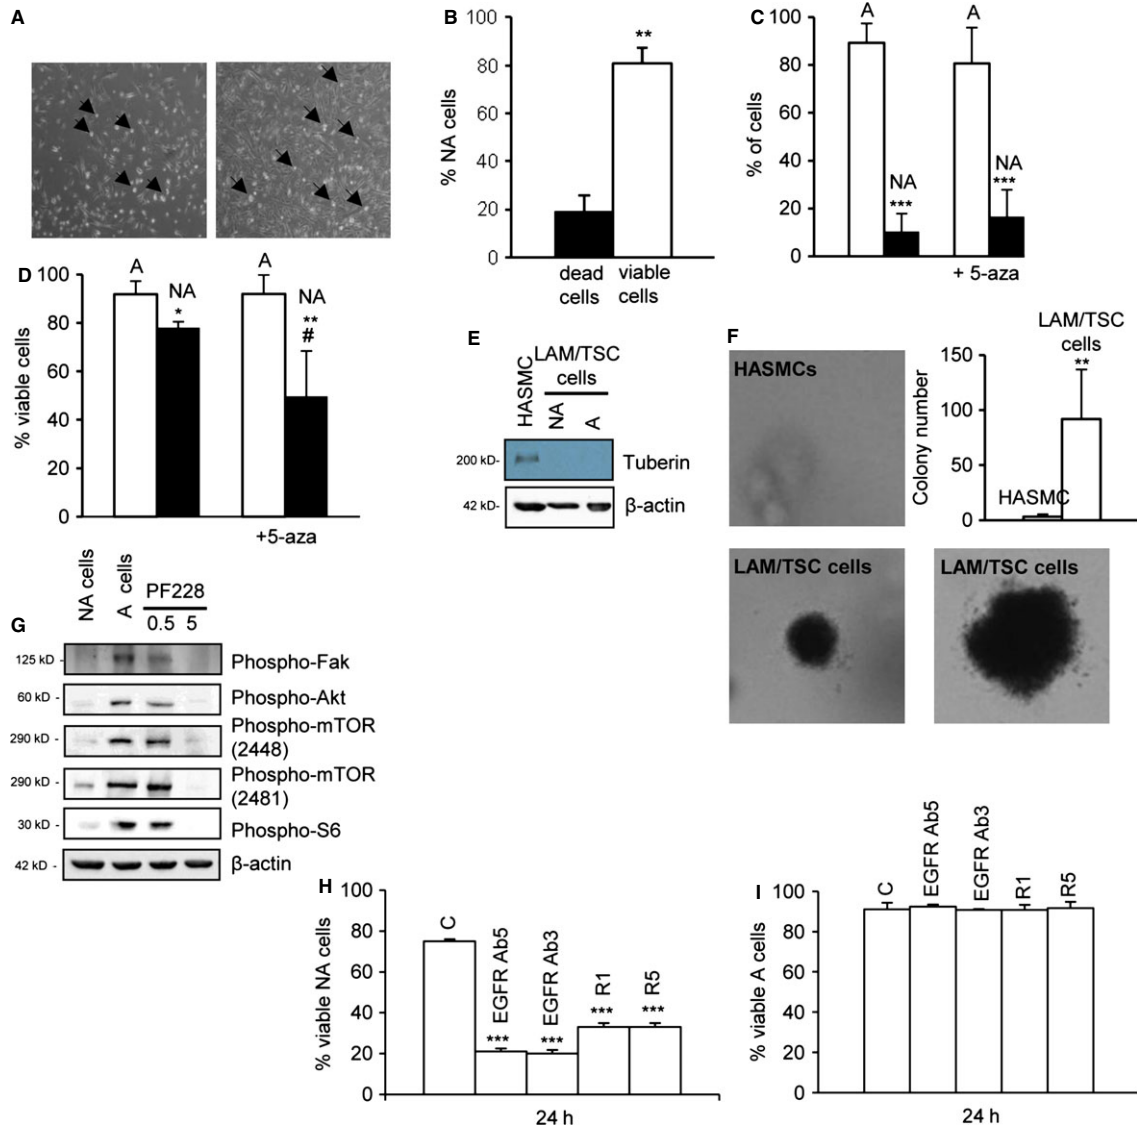 A
B
% NA cells
100
80
60
40
20
0
**
dead cells
viable cells
C
% of cells
100
80
60
40
20
0
A
NA
***
A
NA
***
+ 5-aza
D
% viable cells
100
80
60
40
20
0
A
NA
*
A
NA
**
#
+5-aza
E
HASMC
LAM/TSC
cells
NA
A
200 kD-
Tuberin
42 kD-
β-actin
F
HASMCs
Colony number
150
100
50
0
HASMC
LAM/TSC
cells
**
LAM/TSC cells
LAM/TSC cells
G
NA cells
A cells
PF228
0.5 5
125 kD -
Phospho-Fak
60 kD -
Phospho-Akt
290 kD -
Phospho-mTOR
(2448)
290 kD -
Phospho-mTOR
(2481)
30 kD -
Phospho-S6
42 kD -
β-actin
H
% viable NA cells
100
80
60
40
20
0
C
EGFR Ab5
***
EGFR Ab3
***
R1
***
R5
***
24 h
I
% viable A cells
100
80
60
40
20
0
C
EGFR Ab5
EGFR Ab3
R1
R5
24 h